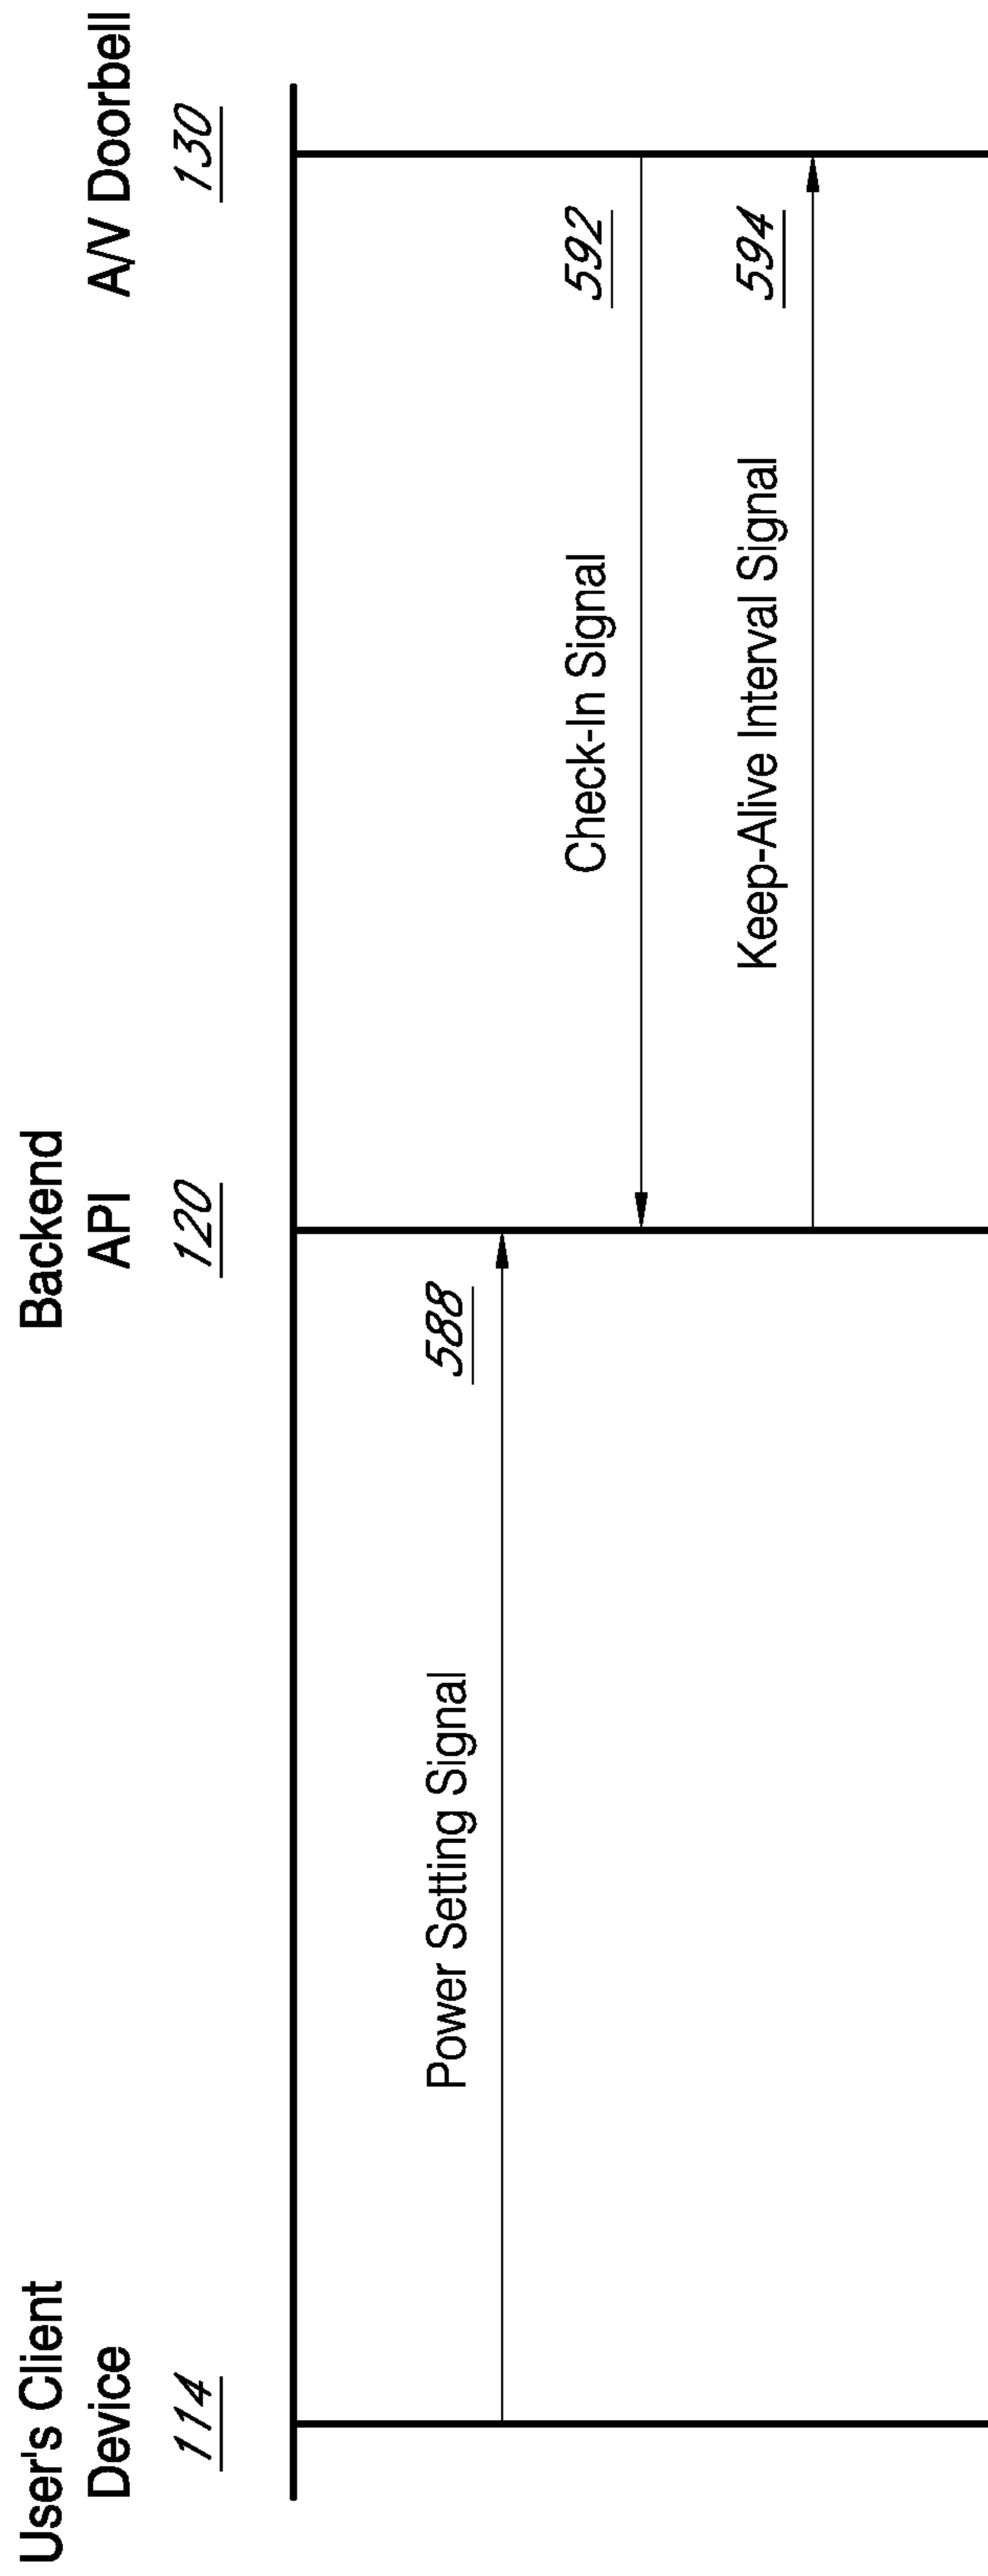 User's Client
Device
114
Backend
API
120
A/V Doorbell
130
Power Setting Signal
588
Check-In Signal
592
Keep-Alive Interval Signal
594